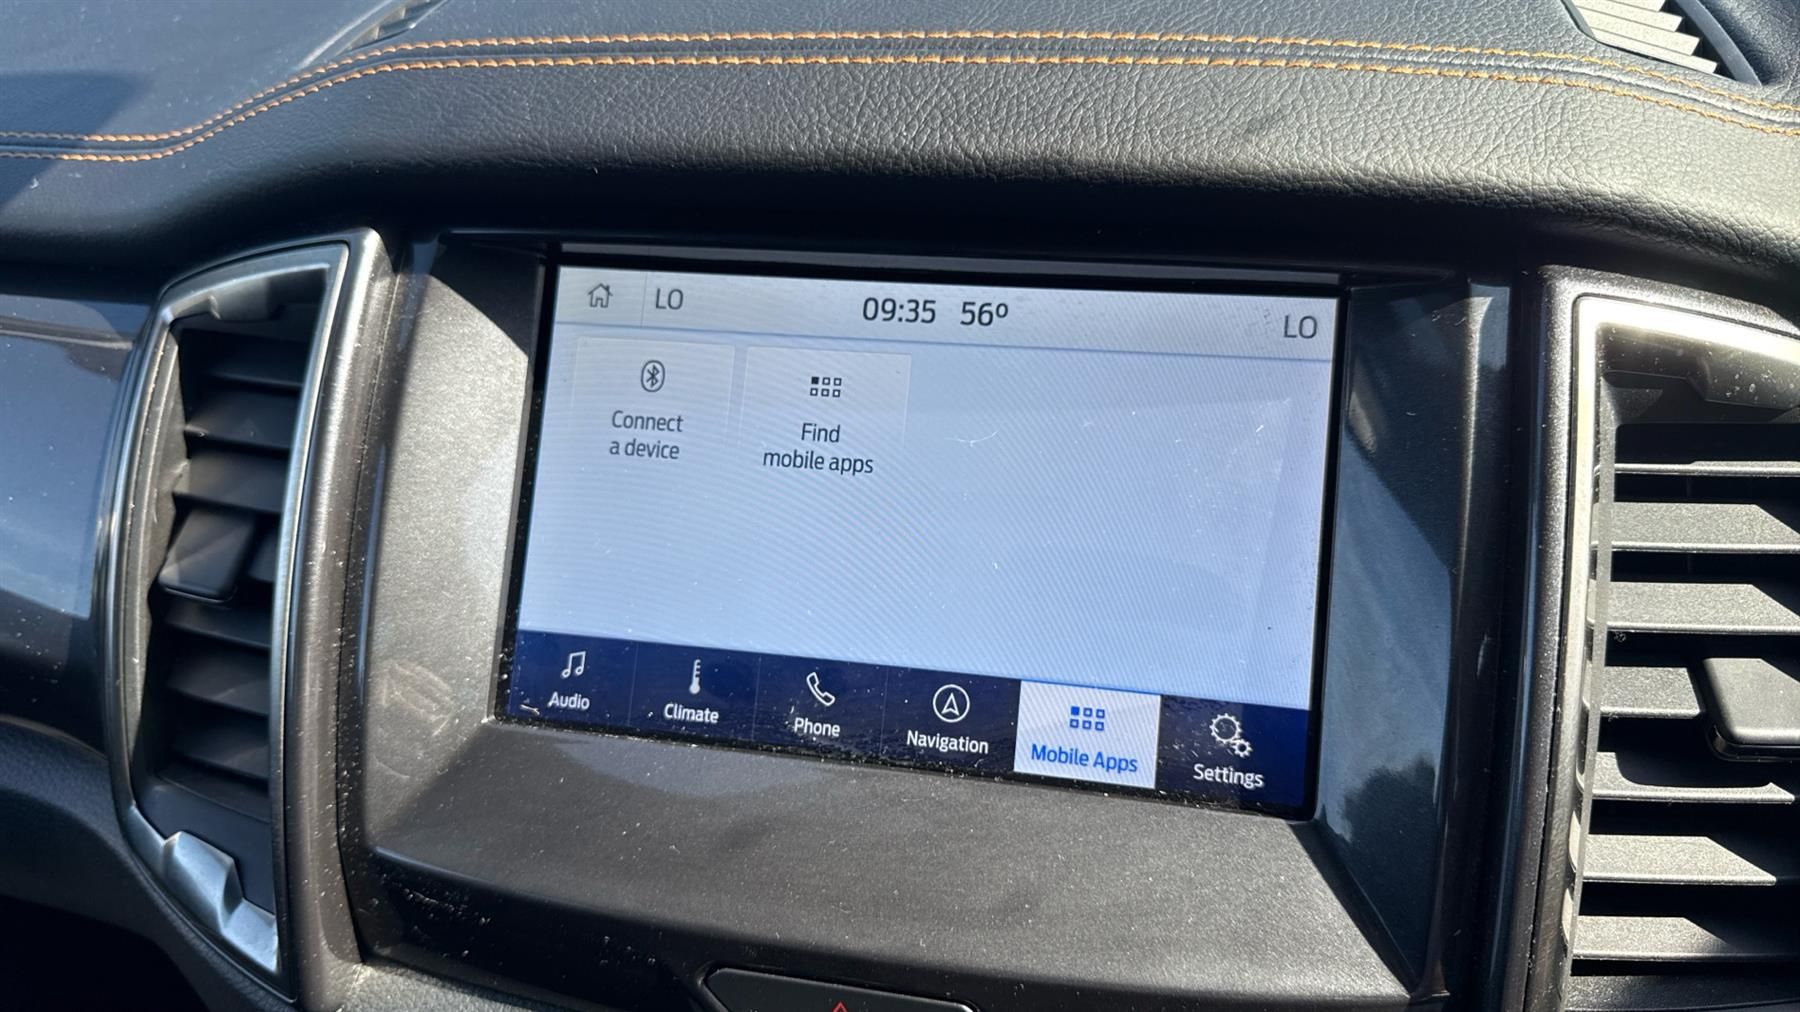 LO 09:35 56º LO
Connect
a device
Find
mobile apps
Audio
Climate
Phone
Navigation
Mobile Apps
Settings